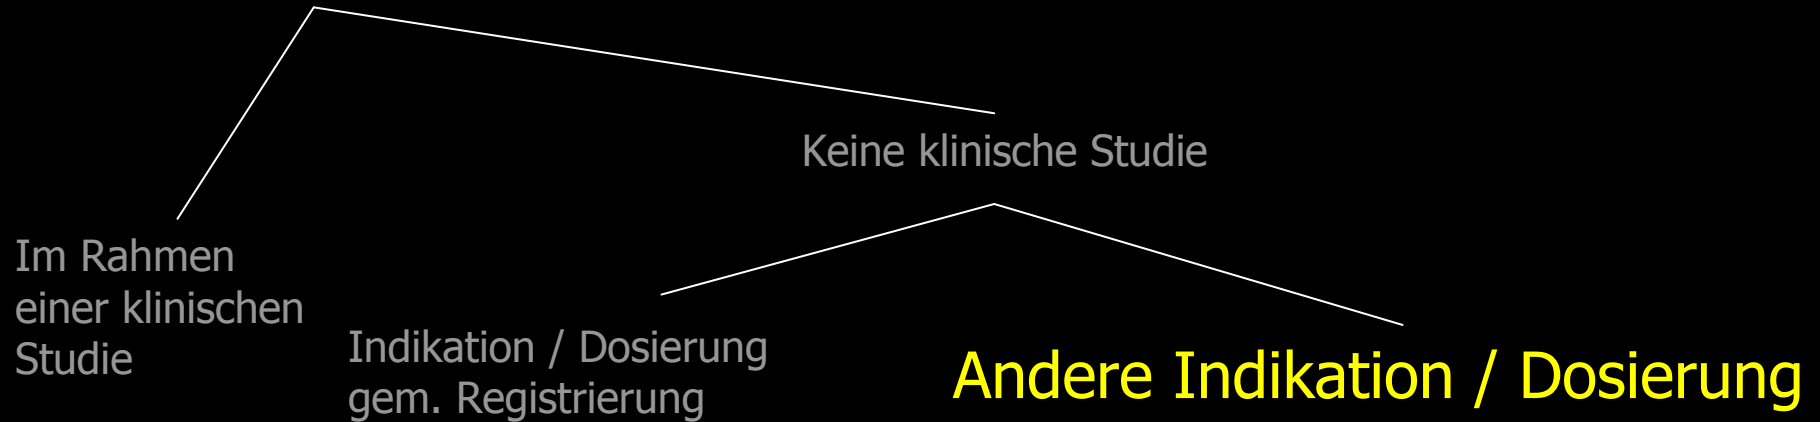 Keine klinische Studie
Im Rahmen
einer klinischen
Studie
Indikation / Dosierung
gem. Registrierung
Andere Indikation / Dosierung